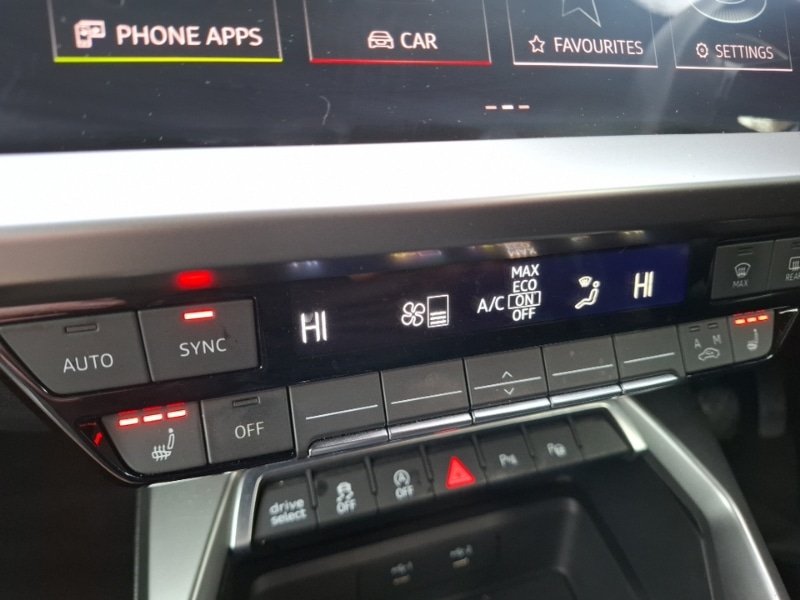 PHONE APPS
CAR
FAVOURITES
SETTINGS
HI
A/C
MAX
ECO
ON
OFF
HI
MAX
REAR
AUTO
SYNC
A M
OFF
drive select
OFF
OFF
P
P